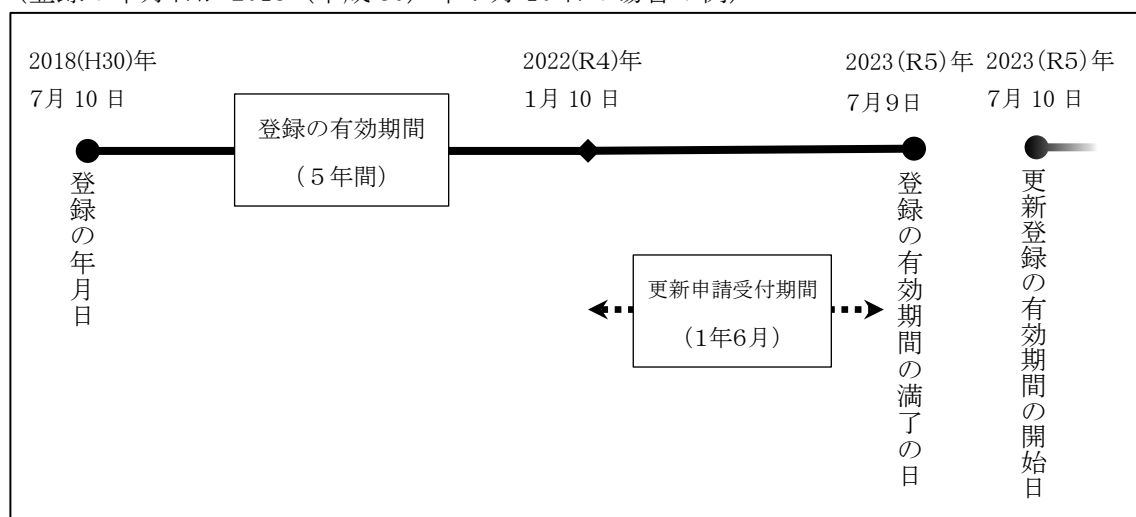 2018(H30)年
7月 10 日
2022(R4)年
1月 10 日
2023(R5)年
7月9日
2023(R5)年
7月 10 日
登録の有効期間
(５年間)
登録の年月日
更新申請受付期間
(1年6月)
登録の有効期間の満了の日
更新登録の有効期間の開始日